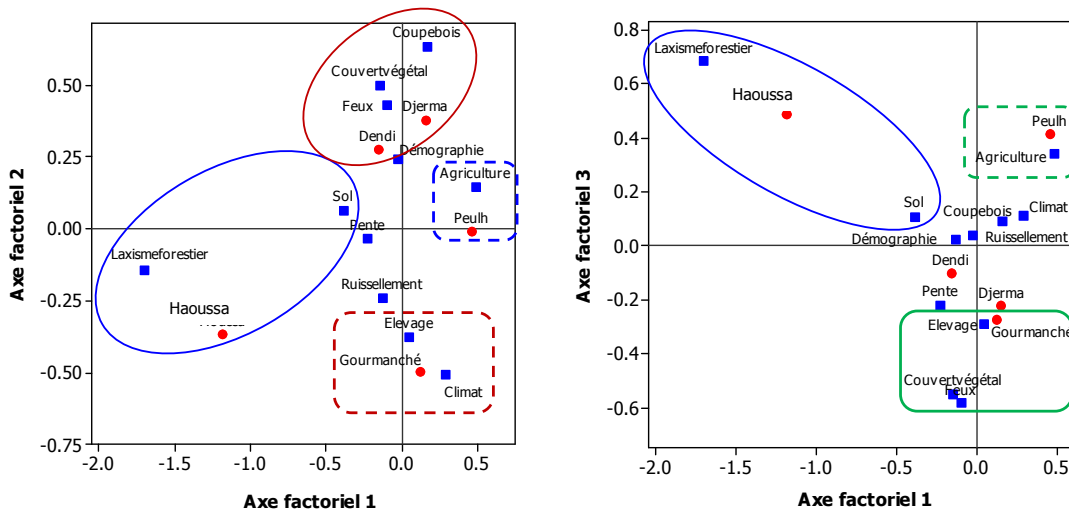 Coupebois
Couvertvégétal
Feux
Djerma
Dendi
Démographie
Agriculture
Sol
Peulh
Pente
Laxismeforestier
Ruissellement
Haoussa
Elevage
Gourmanché
Climat
0.50
0.25
0.00
-0.25
-0.50
-0.75
-2.0 -1.5 -1.0 -0.5 0.0 0.5
Axe factoriel 2
Axe factoriel 1
Laxismeforestier
Haoussa
Peulh
Agriculture
Sol
Coupebois
Climat
Démographie
Ruissellement
Dendi
Pente
Djerma
Elevage
Gourmanché
Couvertvégétal
Feux
0.8
0.6
0.4
0.2
0.0
-0.2
-0.4
-0.6
-2.0 -1.5 -1.0 -0.5 0.0 0.5
Axe factoriel 3
Axe factoriel 1